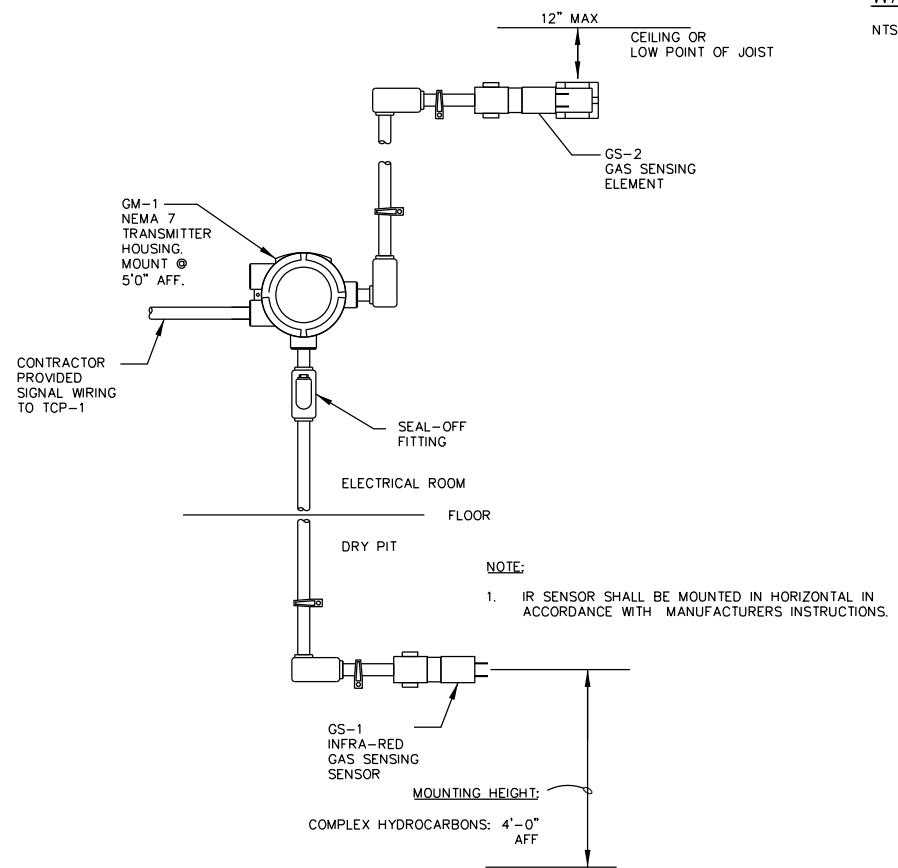 12" MAX
CEILING OR
LOW POINT OF JOIST
NTS
GS-2
GAS SENSING
ELEMENT
GM-1
NEMA 7
TRANSMITTER
HOUSING.
MOUNT @
5'0" AFF.
CONTRACTOR
PROVIDED
SIGNAL WIRING
TO TCP-1
SEAL-OFF
FITTING
ELECTRICAL ROOM
FLOOR
DRY PIT
NOTE:
1. IR SENSOR SHALL BE MOUNTED IN HORIZONTAL IN
ACCORDANCE WITH MANUFACTURERS INSTRUCTIONS.
GS-1
INFRA-RED
GAS SENSING
SENSOR
MOUNTING HEIGHT:
COMPLEX HYDROCARBONS: 4'-0"
AFF